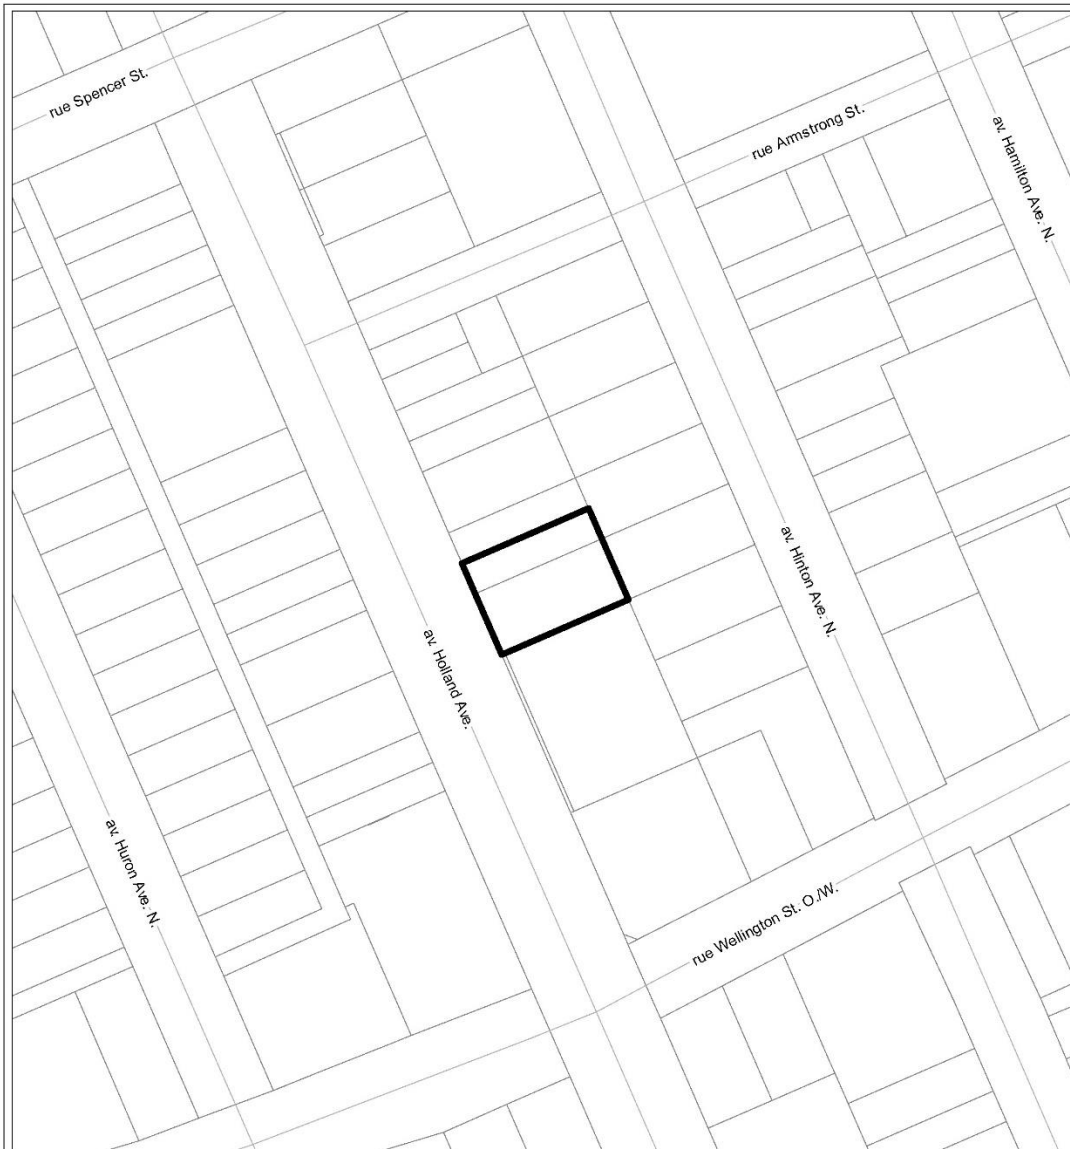 rue Spencer St.
rue Armstrong St.
av. Hamilton Ave. N.
av. Hinton Ave. N.
av. Holland Ave.
av. Huron Ave. N.
rue Wellington St. O./W.